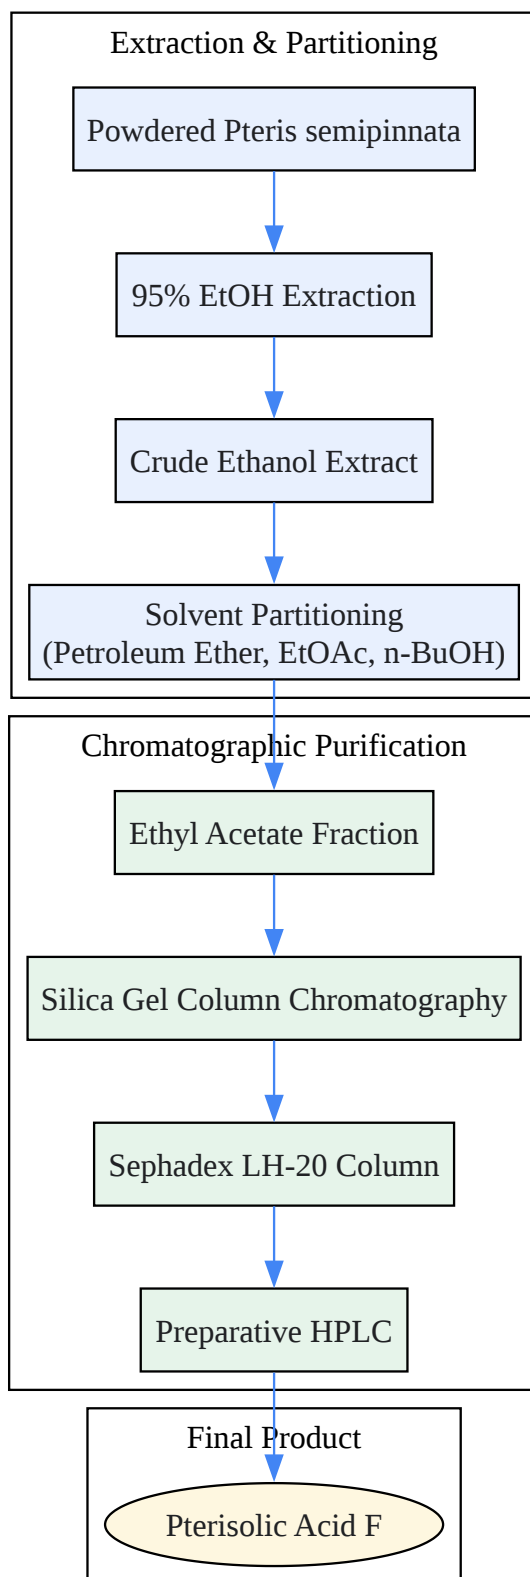 Extraction & Partitioning
Powdered Pteris semipinnata
95% EtOH Extraction
Crude Ethanol Extract
Solvent Partitioning
(Petroleum Ether, EtOAc, n-BuOH)
Chromatographic Purification
Ethyl Acetate Fraction
Silica Gel Column Chromatography
Sephadex LH-20 Column
Preparative HPLC
Final Product
Pterisolic Acid F